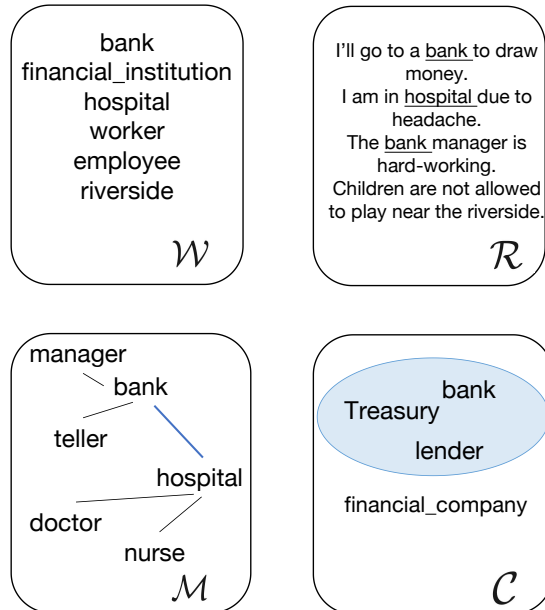 bank
financial_institution
hospital
worker
employee
riverside
W
I'll go to a bank to draw
money.
I am in hospital due to
headache.
The bank manager is
hard-working.
Children are not allowed
to play near the riverside.
R
manager
bank
teller
hospital
doctor
nurse
M
bank
Treasury
lender
financial_company
C